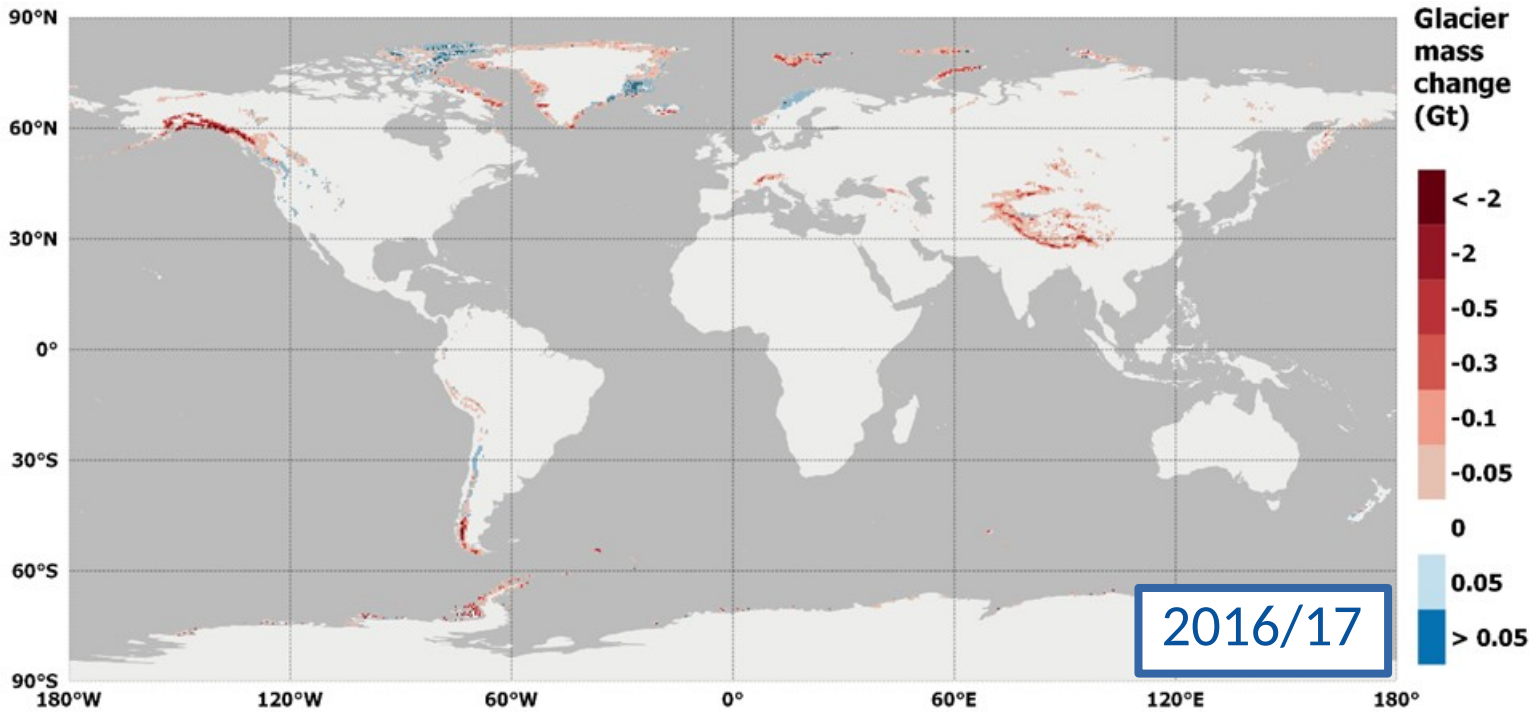 90°N
60°N
30°N
0°
30°S
60°S
90°S
180°W
120°W
60°W
0°
60°E
120°E
180°
Glacier
mass
change
(Gt)
< -2
-2
-0.5
-0.3
-0.1
-0.05
0
0.05
> 0.05
2016/17